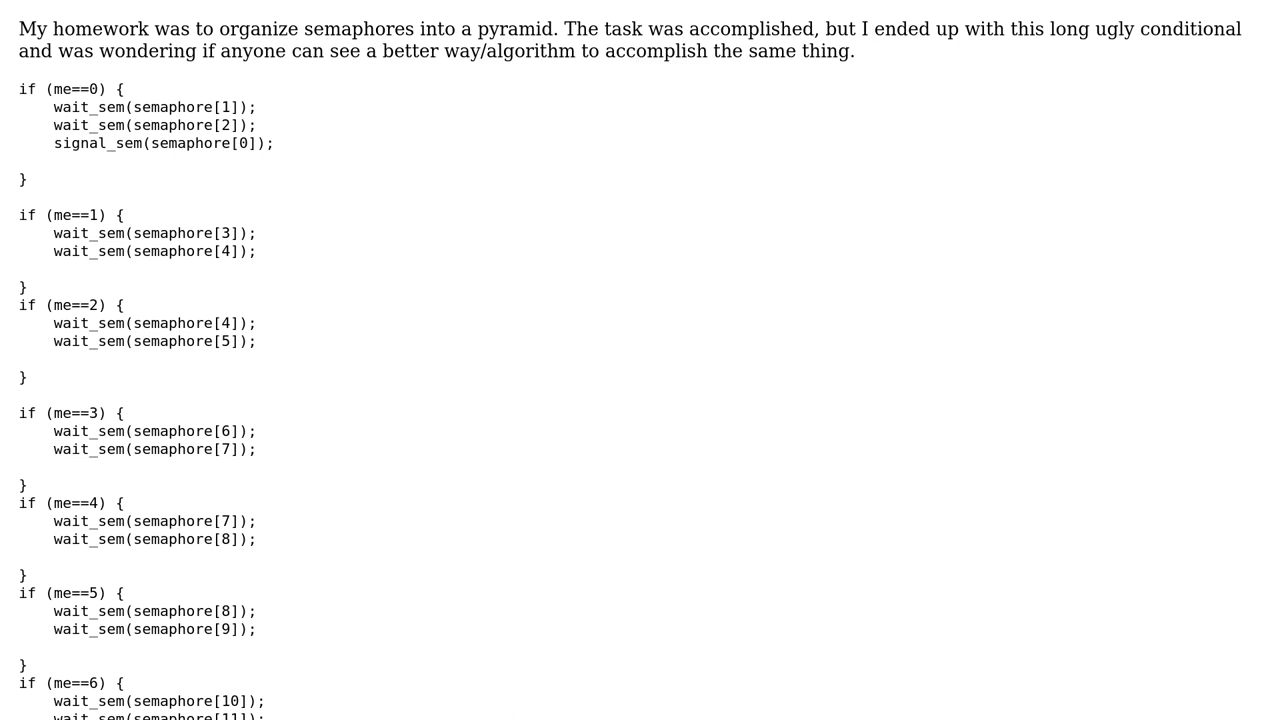 My homework was to organize semaphores into a pyramid. The task was accomplished, but I ended up with this long ugly conditional
and was wondering if anyone can see a better way/algorithm to accomplish the same thing.
if (me==0) {
    wait_sem(semaphore[1]);
    wait_sem(semaphore[2]);
    signal_sem(semaphore[0]);
}
if (me==1) {
    wait_sem(semaphore[3]);
    wait_sem(semaphore[4]);
}
if (me==2) {
    wait_sem(semaphore[4]);
    wait_sem(semaphore[5]);
}
if (me==3) {
    wait_sem(semaphore[6]);
    wait_sem(semaphore[7]);
}
if (me==4) {
    wait_sem(semaphore[7]);
    wait_sem(semaphore[8]);
}
if (me==5) {
    wait_sem(semaphore[8]);
    wait_sem(semaphore[9]);
}
if (me==6) {
    wait_sem(semaphore[10]);
    wait_sem(semaphore[11]);